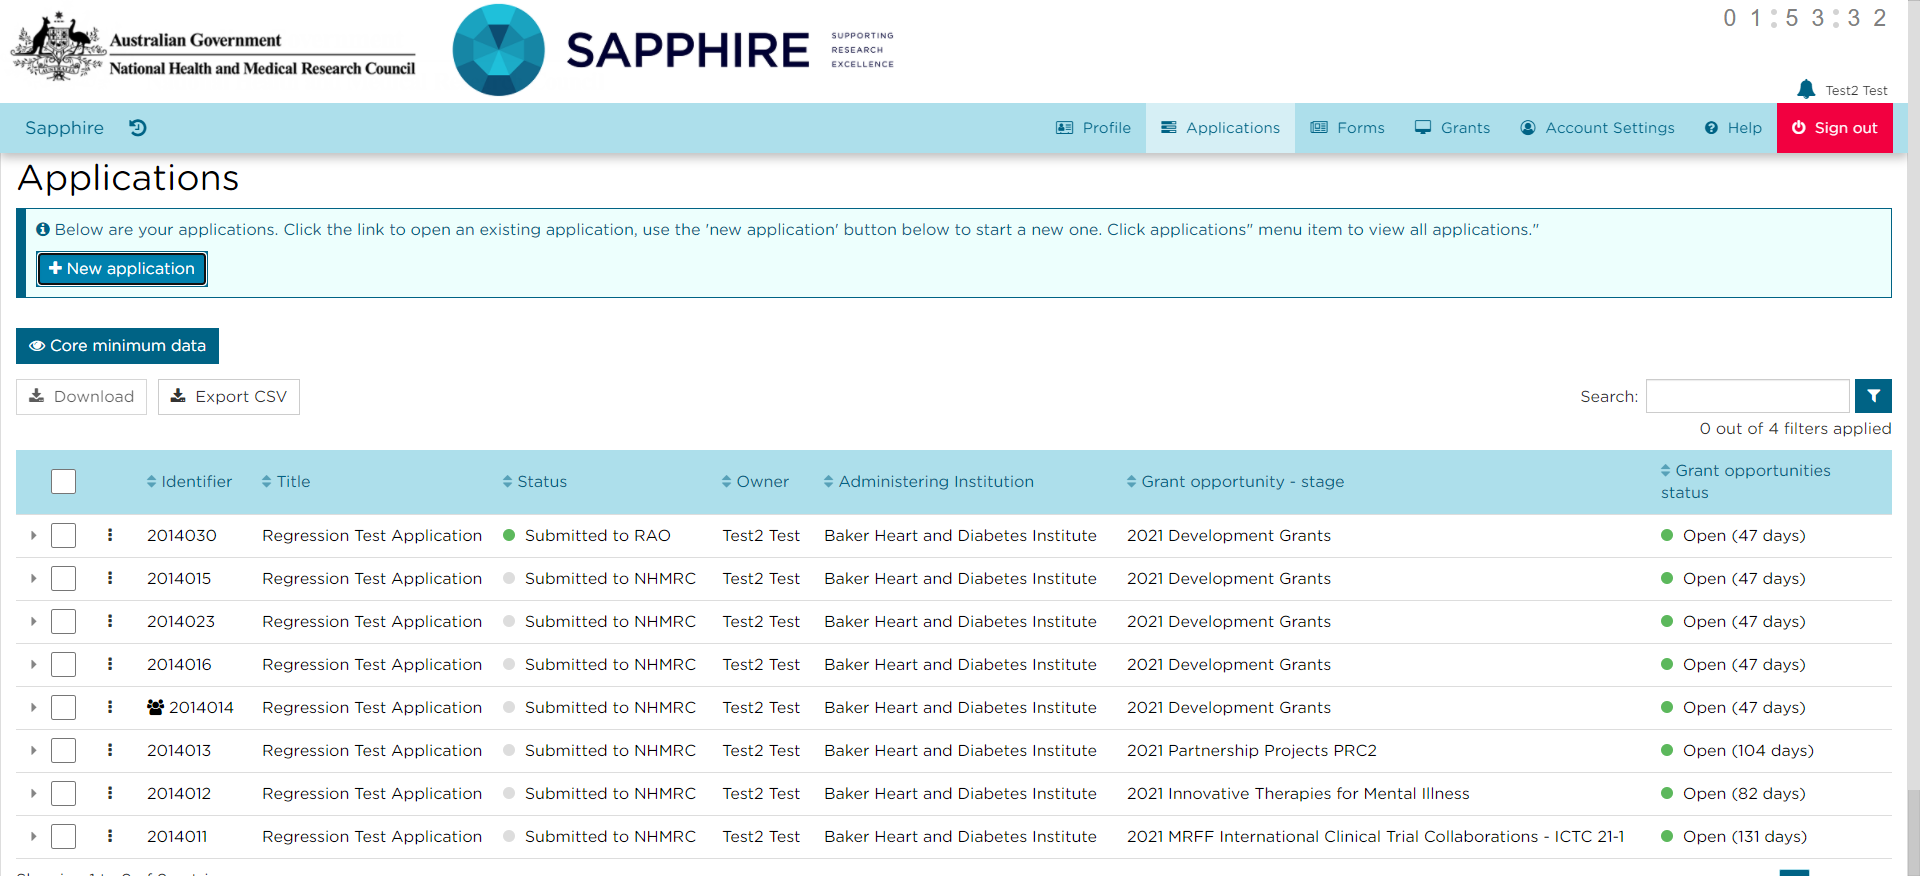 Australian Government
National Health and Medical Research Council
SAPPHIRE
SUPPORTING
RESEARCH
EXCELLENCE
01:53:32
Test2 Test
Sapphire Profile Applications Forms Grants Account Settings Help Sign out
Applications
Below are your applications. Click the link to open an existing application, use the 'new application' button below to start a new one. Click applications" menu item to view all applications."
New application
Core minimum data
Download Export CSV Search:
0 out of 4 filters applied
Identifier Title Status Owner Administering Institution Grant opportunity - stage Grant opportunities
status
2014030 Regression Test Application Submitted to RAO Test2 Test Baker Heart and Diabetes Institute 2021 Development Grants Open (47 days)
2014015 Regression Test Application Submitted to NHMRC Test2 Test Baker Heart and Diabetes Institute 2021 Development Grants Open (47 days)
2014023 Regression Test Application Submitted to NHMRC Test2 Test Baker Heart and Diabetes Institute 2021 Development Grants Open (47 days)
2014016 Regression Test Application Submitted to NHMRC Test2 Test Baker Heart and Diabetes Institute 2021 Development Grants Open (47 days)
2014014 Regression Test Application Submitted to NHMRC Test2 Test Baker Heart and Diabetes Institute 2021 Development Grants Open (47 days)
2014013 Regression Test Application Submitted to NHMRC Test2 Test Baker Heart and Diabetes Institute 2021 Partnership Projects PRC2 Open (104 days)
2014012 Regression Test Application Submitted to NHMRC Test2 Test Baker Heart and Diabetes Institute 2021 Innovative Therapies for Mental Illness Open (82 days)
2014011 Regression Test Application Submitted to NHMRC Test2 Test Baker Heart and Diabetes Institute 2021 MRFF International Clinical Trial Collaborations - ICTC 21-1 Open (131 days)